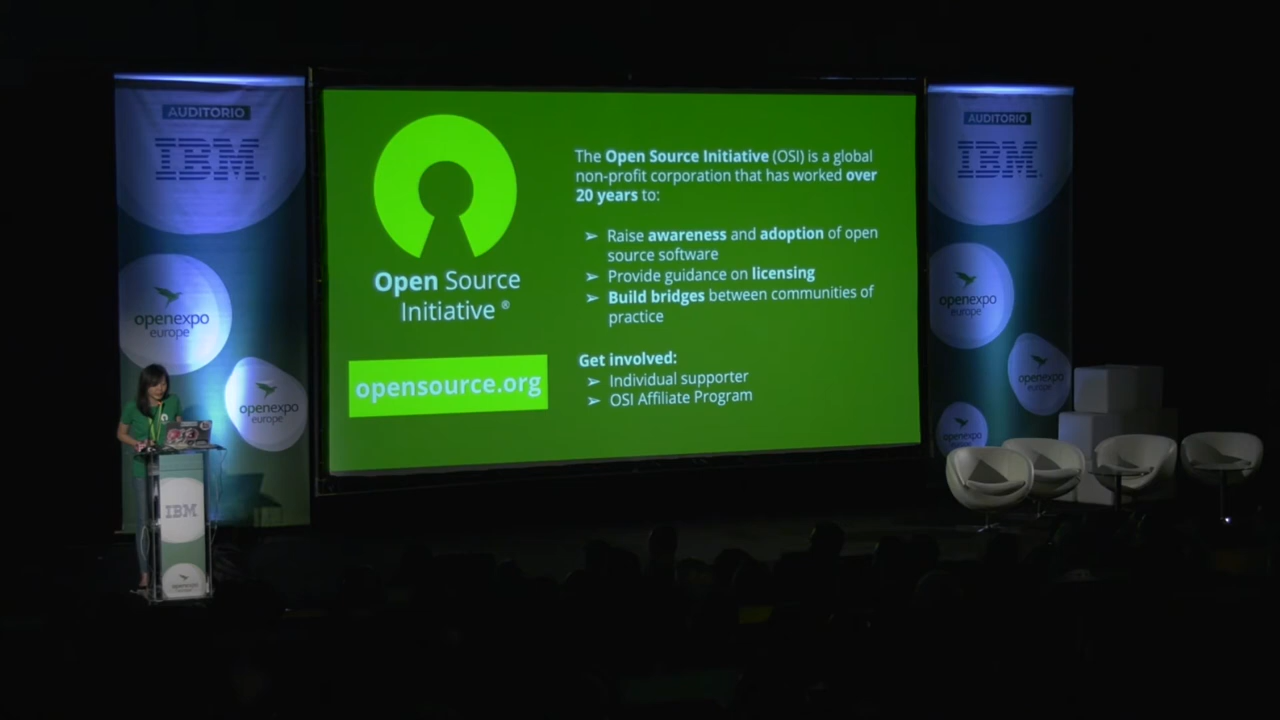 AUDITORIO
IBM
openexpo
europe
openexpo
europe
IBM
openexpo
Open Source
Initiative ®
opensource.org
The Open Source Initiative (OSI) is a global
non-profit corporation that has worked over
20 years to:
➢ Raise awareness and adoption of open
source software
➢ Provide guidance on licensing
➢ Build bridges between communities of
practice
Get involved:
➢ Individual supporter
➢ OSI Affiliate Program
AUDITORIO
IBM
openexpo
europe
openexpo
europe
openexpo
europe